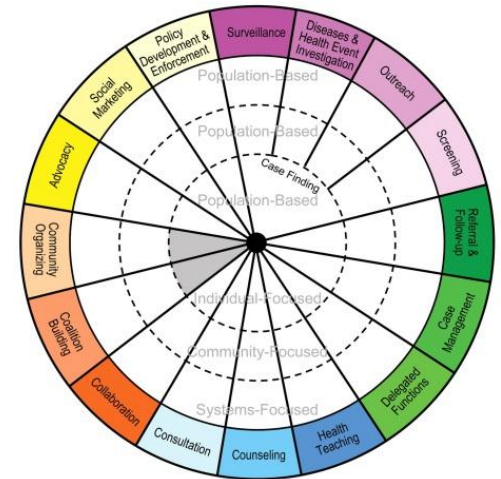 Surveillance
Diseases &
Health Event
Investigation
Outreach
Screening
Referral &
Follow-up
Case
Management
Delegated
Functions
Health
Teaching
Counseling
Consultation
Collaboration
Coalition
Building
Community
Organizing
Advocacy
Social
Marketing
Policy
Development &
Enforcement
Population-Based
Population-Based
Case Finding
Population-Based
Individual-Focused
Community-Focused
Systems-Focused